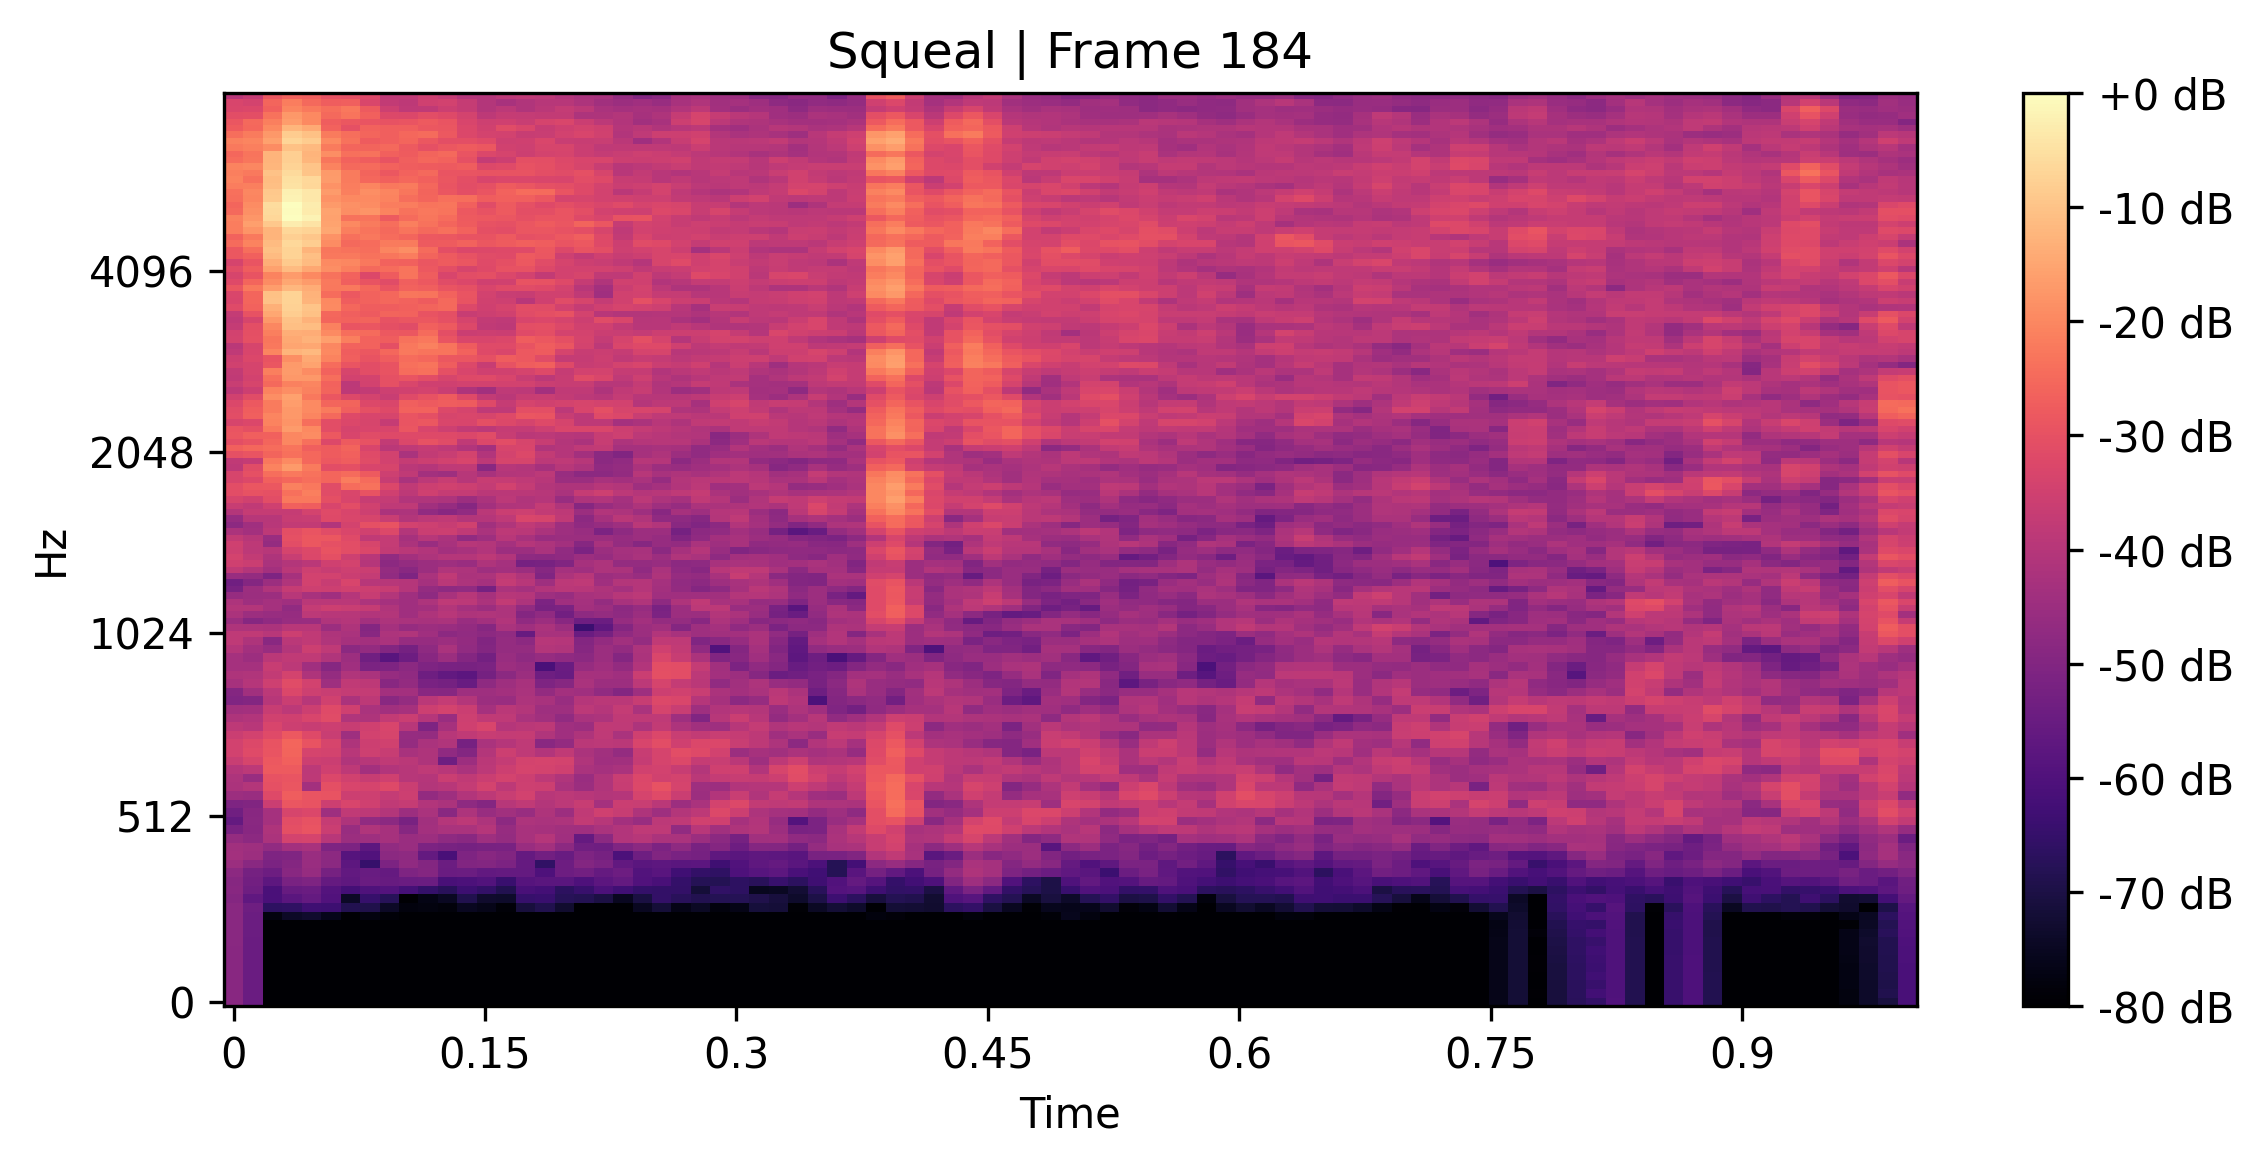 Squeal | Frame 184
+0 dB
-10 dB
-20 dB
-30 dB
-40 dB
-50 dB
-60 dB
-70 dB
-80 dB
Hz
4096
2048
1024
512
0
0 0.15 0.3 0.45 0.6 0.75 0.9
Time